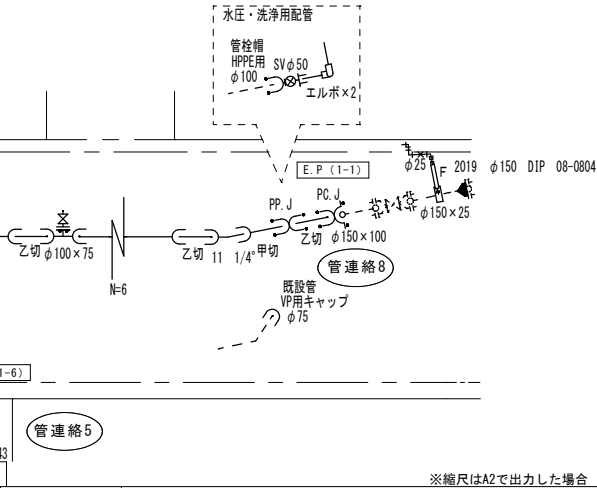 水圧・洗浄用配管
管栓帽
HPPE用
φ100
SVφ50
エルボ×2
E.P (1-1)
φ25
F
2019 φ150 DIP 08-0804
φ150×25
PP.J
PC.J
乙切 φ100×75
N=6
乙切 11 1/4°甲切
乙切 φ150×100
管連絡8
既設管
VP用キャップ
φ75
1-6)
管連絡5
43
※縮尺はA2で出力した場合